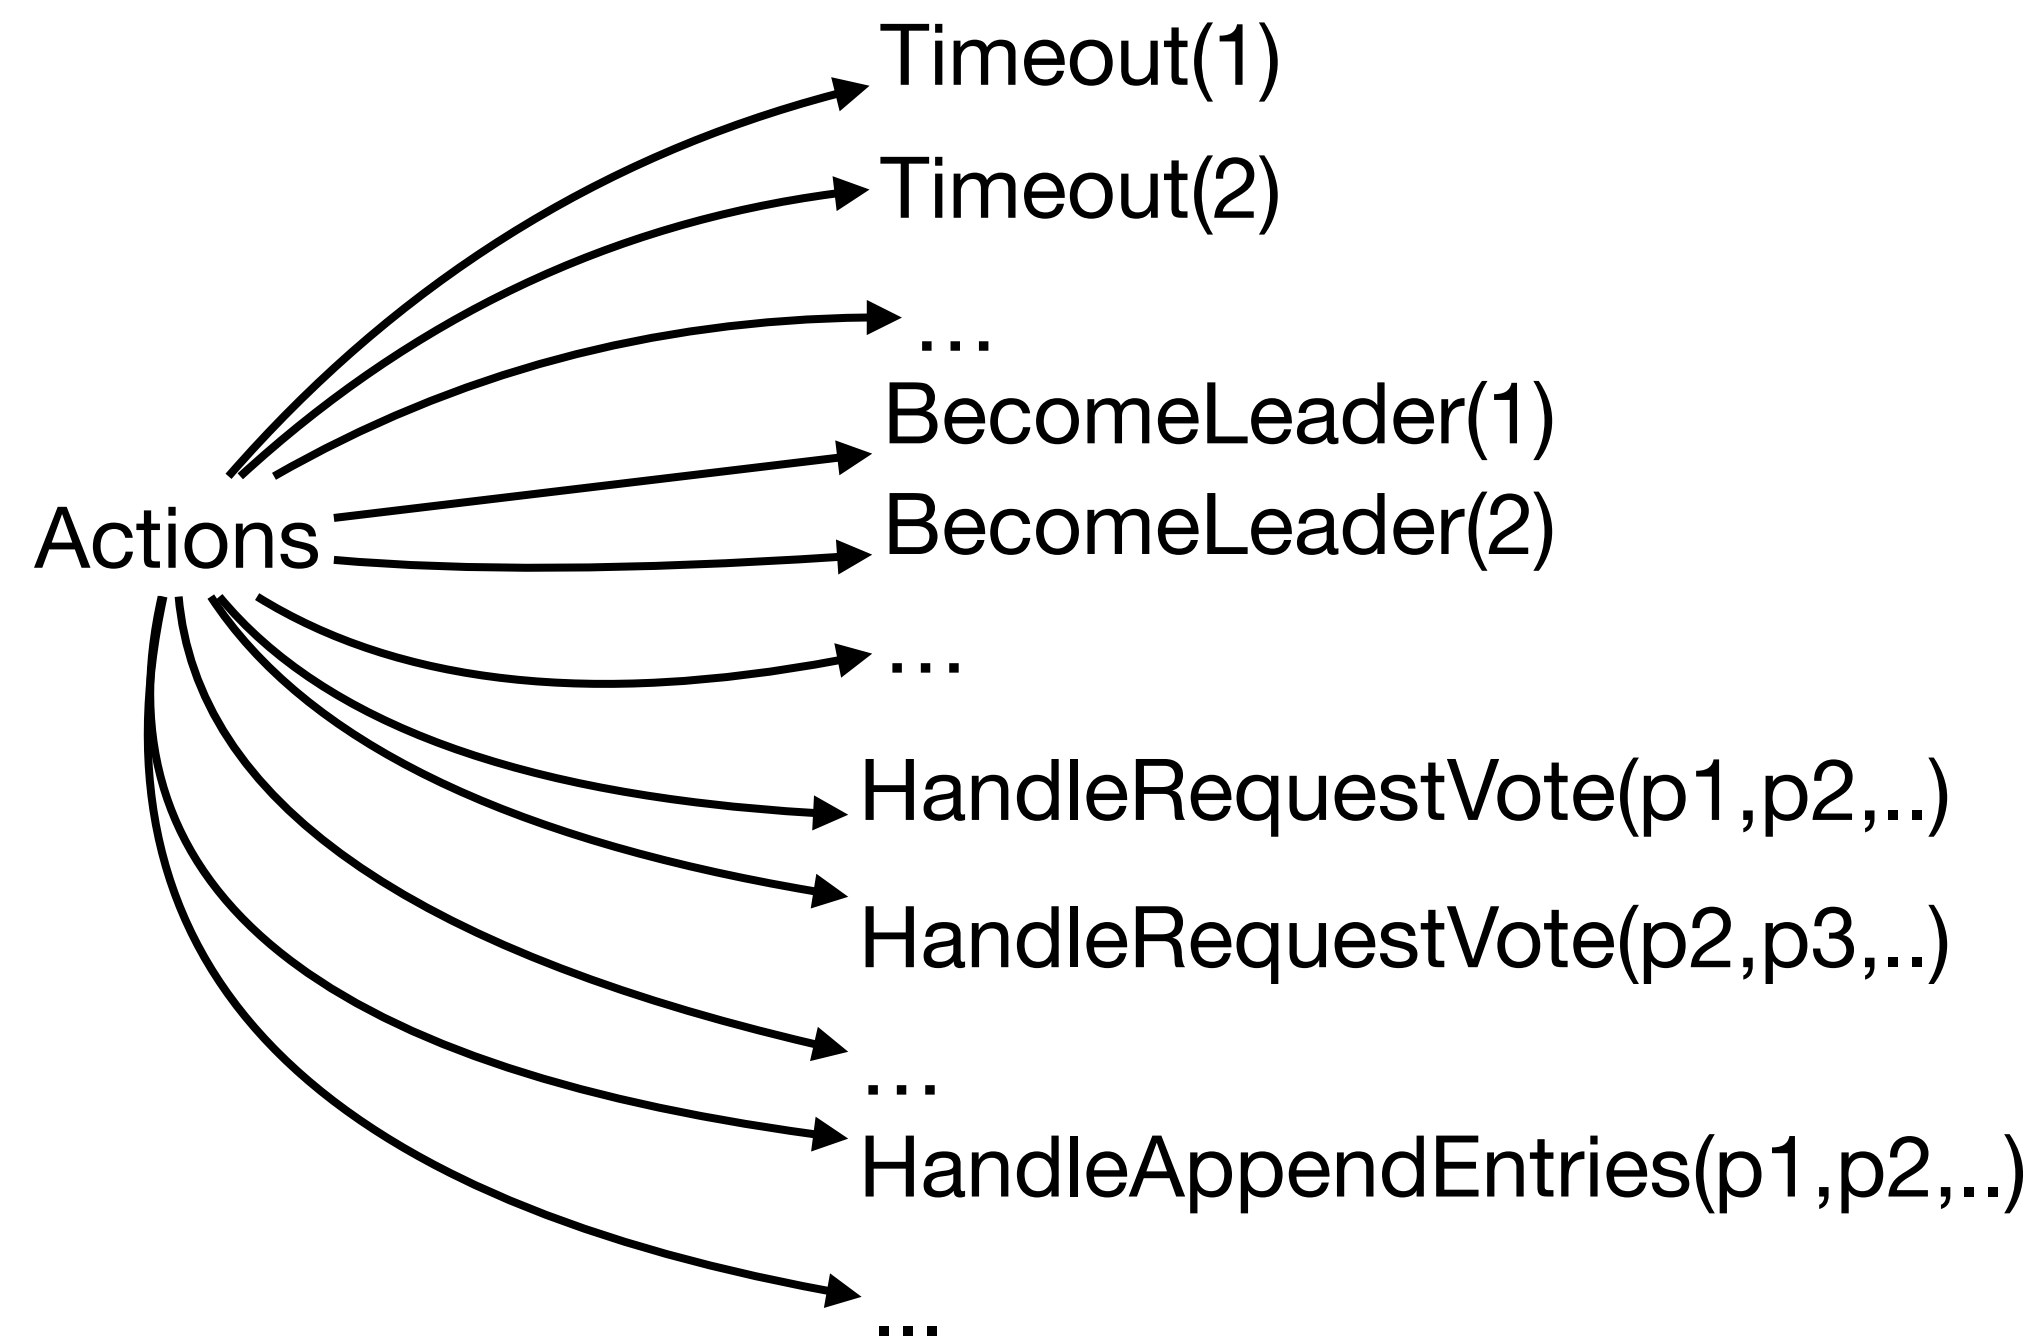 Timeout(1)
Timeout(2)
...
BecomeLeader(1)
Actions
BecomeLeader(2)
...
HandleRequestVote(p1,p2,..)
HandleRequestVote(p2,p3,..)
...
HandleAppendEntries(p1,p2,..)
...